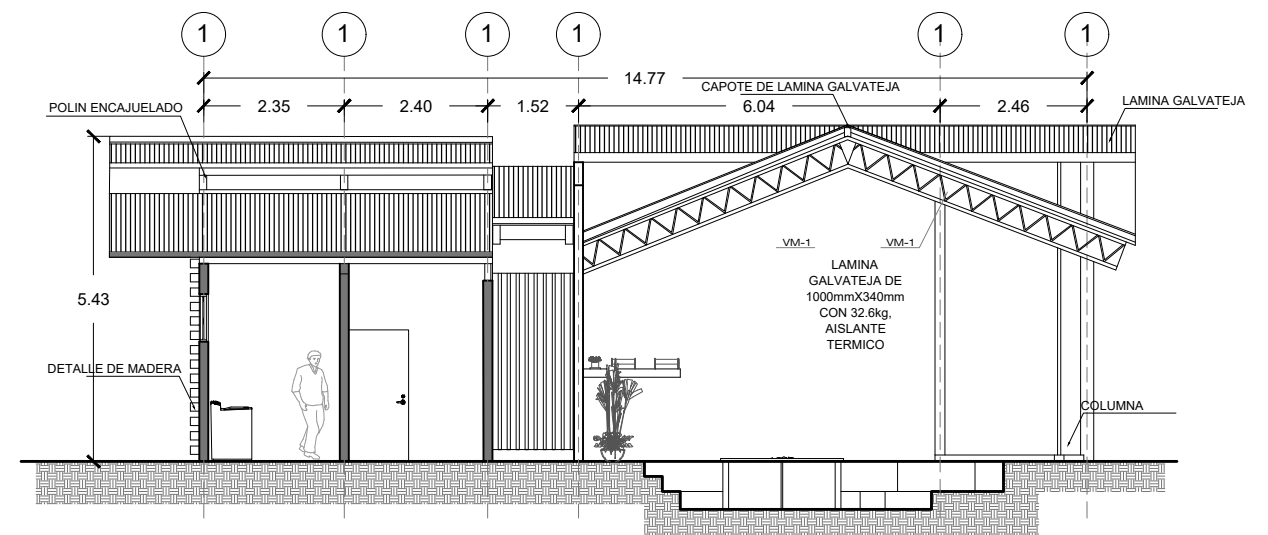 1 1 1 1 1 1
14.77
CAPOTE DE LAMINA GALVATEJA
POLIN ENCAJUELADO
2.35 2.40 1.52 6.04 2.46
LAMINA GALVATEJA
VM-1 VM-1
LAMINA
GALVATEJA DE
1000mmX340mm
CON 32.6kg,
AISLANTE
TERMICO
5.43
DETALLE DE MADERA
COLUMNA